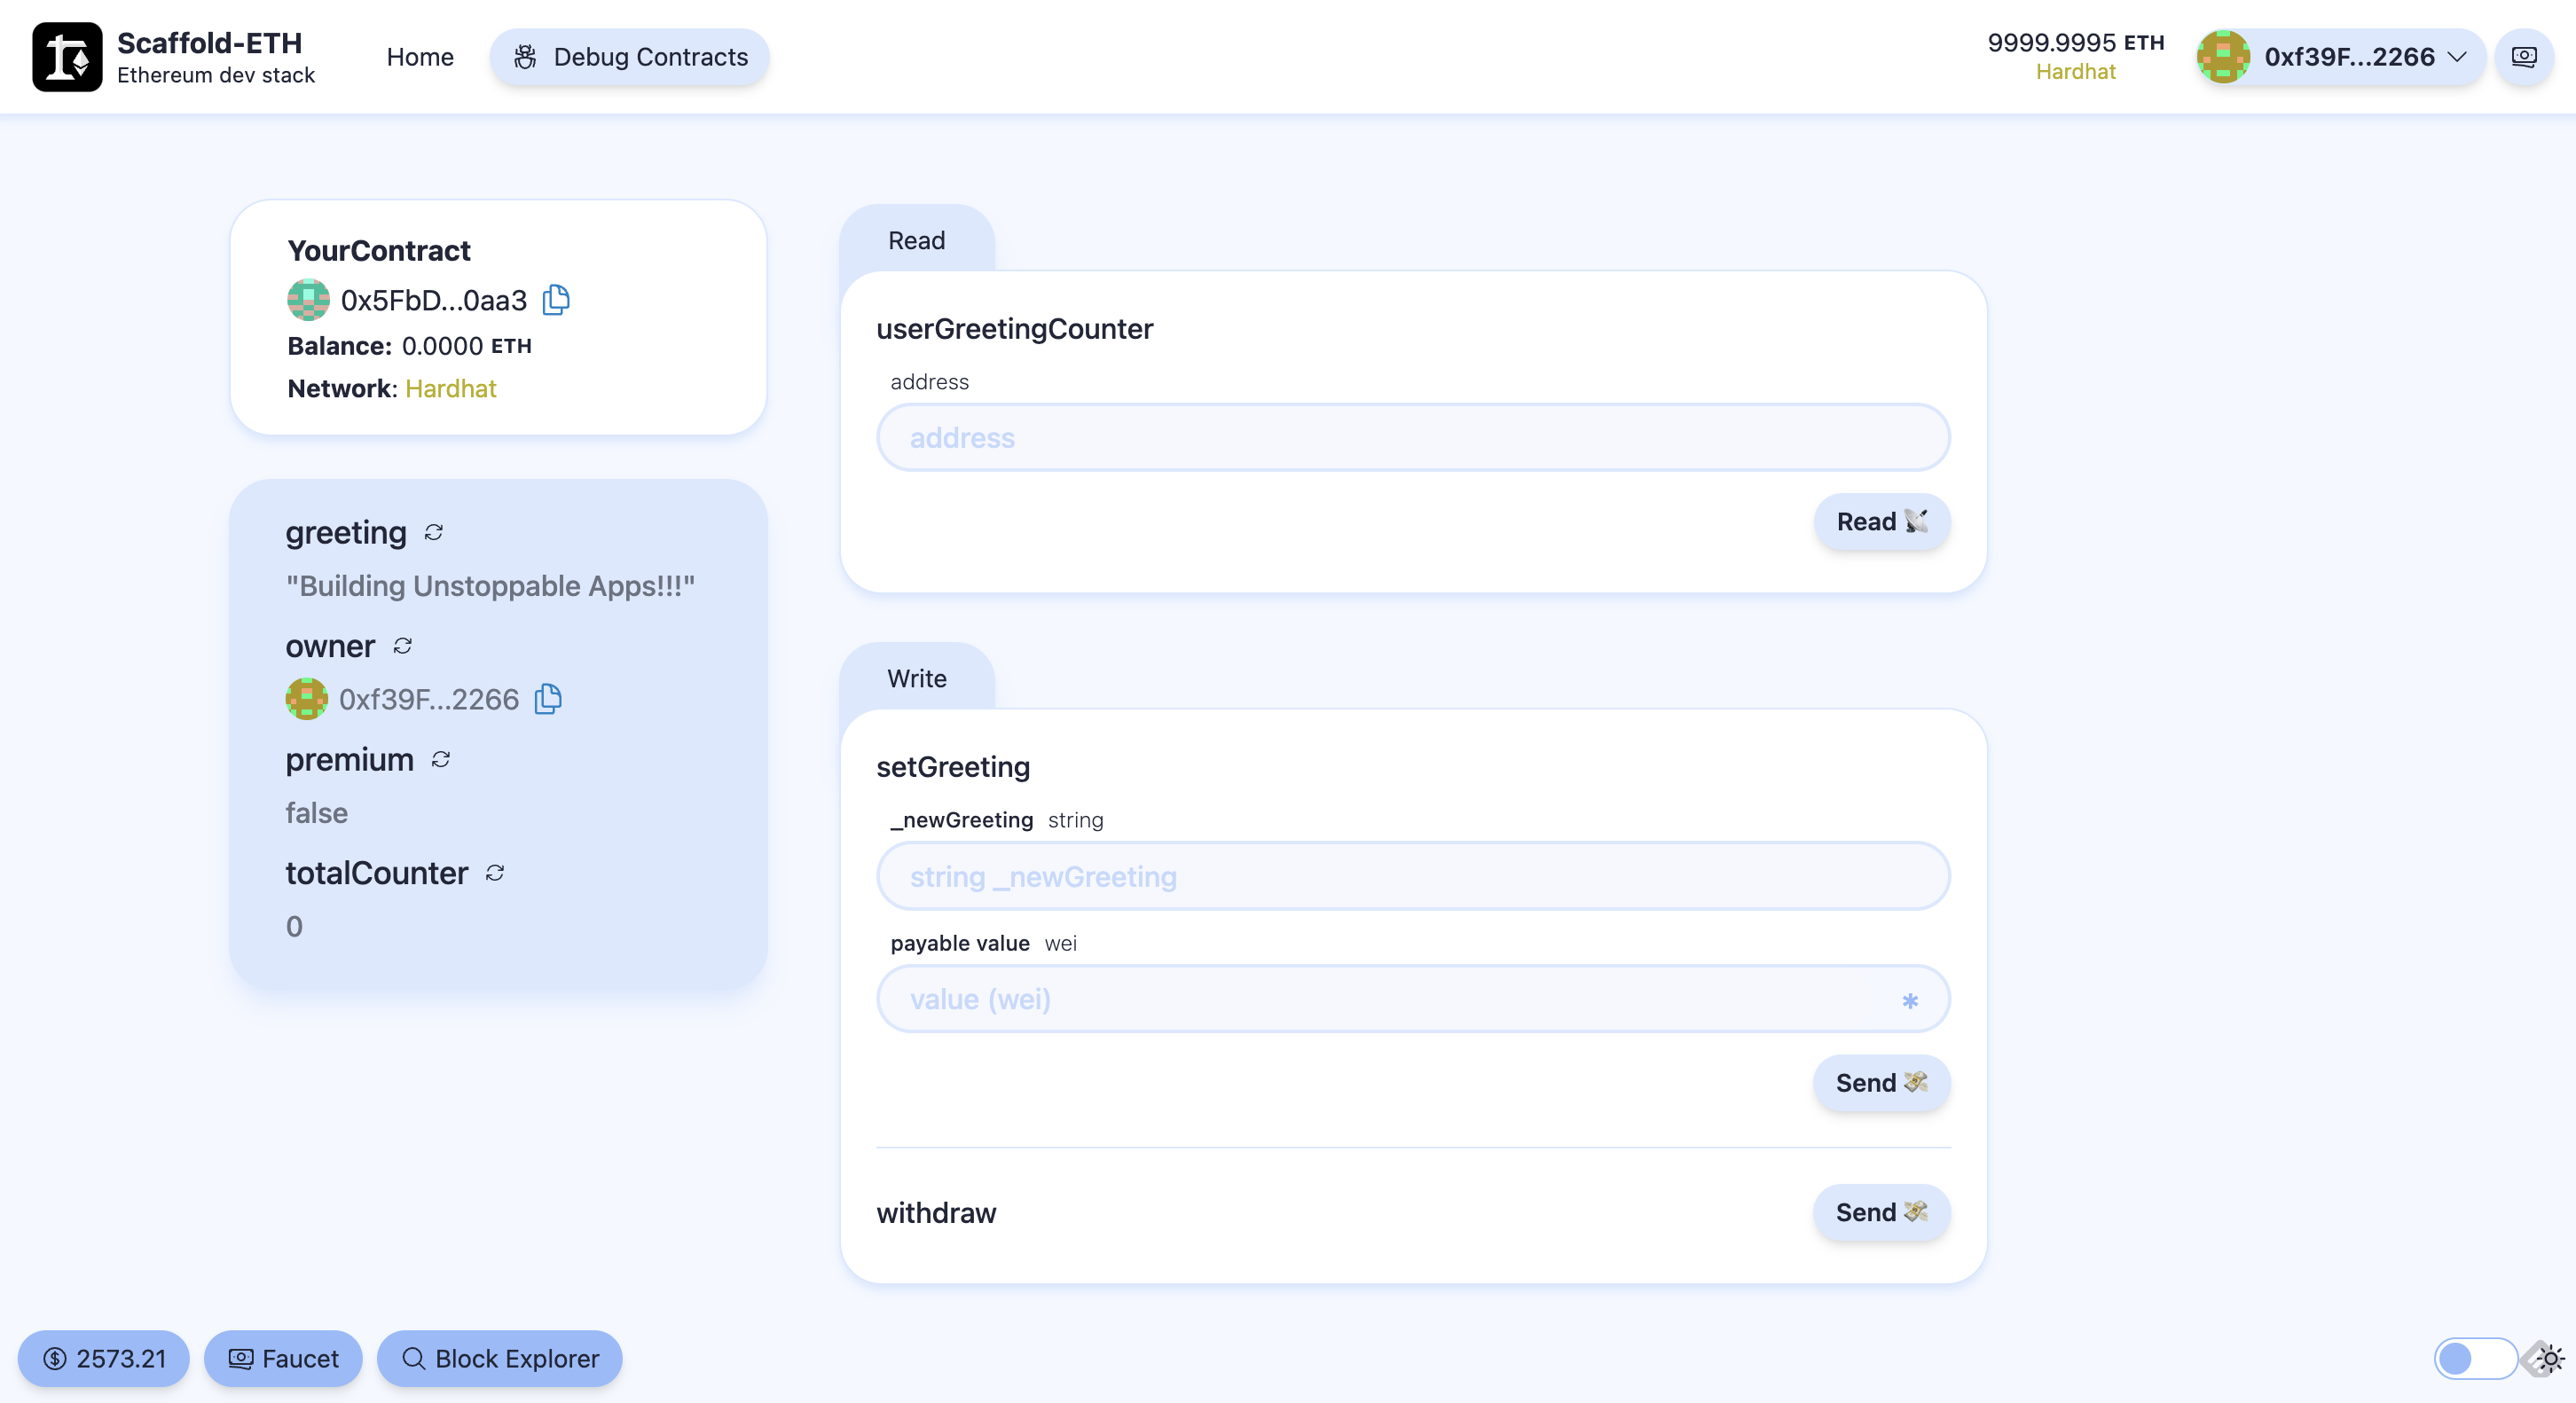 Scaffold-ETH
Ethereum dev stack
Home
Debug Contracts
9999.9995 ETH
Hardhat
0xf39F...2266
YourContract
0x5FbD...0aa3
Balance: 0.0000 ETH
Network: Hardhat
greeting
"Building Unstoppable Apps!!!"
owner
0xf39F...2266
premium
false
totalCounter
0
Read
userGreetingCounter
address
address
Read
Write
setGreeting
_newGreeting string
string _newGreeting
payable value wei
value (wei)
*
Send
withdraw
Send
2573.21
Faucet
Block Explorer